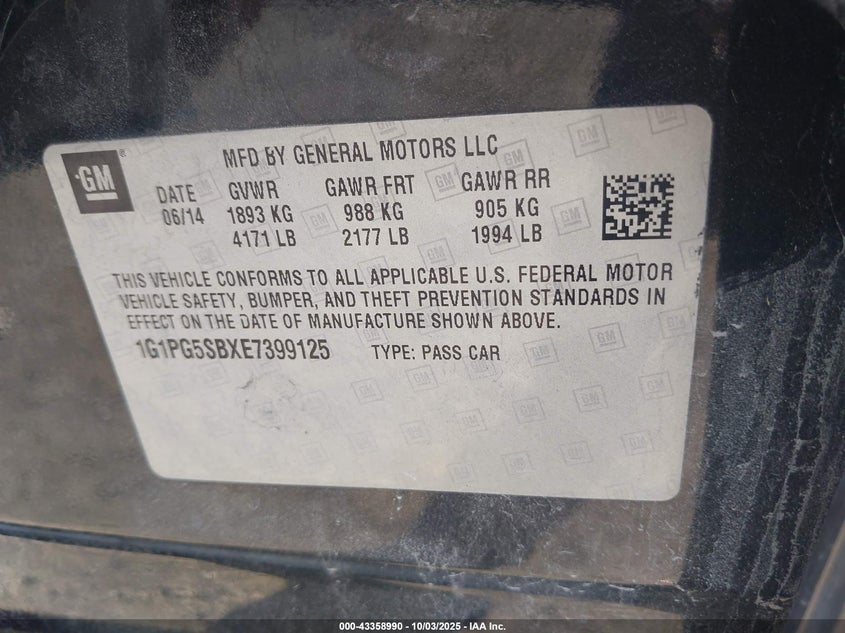 GM
MFD BY GENERAL MOTORS LLC
DATE GVWR GAWR FRT GAWR RR
06/14 1893 KG 988 KG 905 KG
4171 LB 2177 LB 1994 LB
THIS VEHICLE CONFORMS TO ALL APPLICABLE U.S. FEDERAL MOTOR
VEHICLE SAFETY, BUMPER, AND THEFT PREVENTION STANDARDS IN
EFFECT ON THE DATE OF MANUFACTURE SHOWN ABOVE.
1G1PG5SBXE7399125 TYPE: PASS CAR
000-43358990 - 10/03/2025 - IAA Inc.